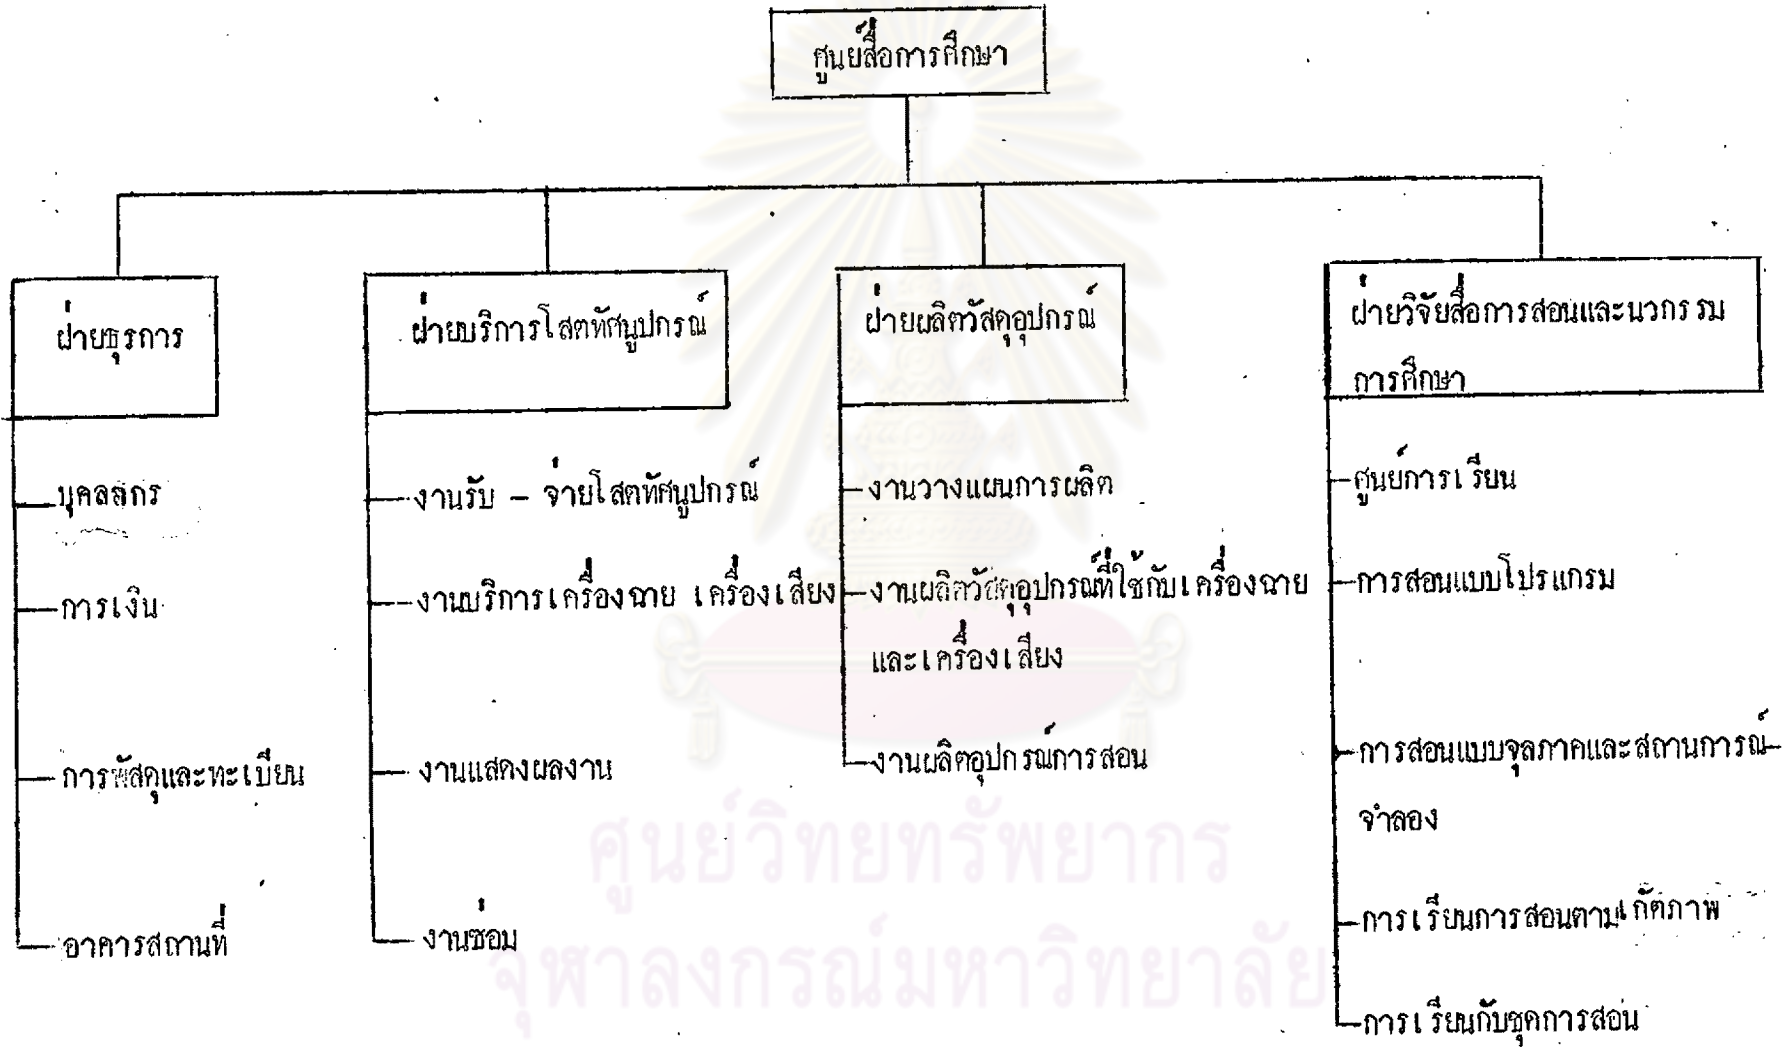 ศูนย์สื่อการศึกษา
ฝ่ายธุรการ
บุคลลกร
การเงิน
การพัสดุและทะเบียน
อาคารสถานที่
ฝ่ายบริการโสตทัศนูปกรณ์
งานรับ - จ่ายโสตทัศนูปกรณ์
งานบริการเครื่องฉาย เครื่องเสียง
งานแสดงผลงาน
งานซ่อม
ฝ่ายผลิตวัสดุอุปกรณ์
งานวางแผนการผลิต
งานผลิตวัสดุอุปกรณ์ที่ใช้กับเครื่องฉาย
และเครื่องเสียง
งานผลิตอุปกรณ์การสอน
ฝ่ายวิจัยสื่อการสอนและนวกรรม
การศึกษา
ศูนย์การเรียน
การสอนแบบโปรแกรม
การสอนแบบจุลภาคและสถานการณ์-
จำลอง
การเรียนการสอนตามเกัตภาพ
การเรียนกับชุดการสอน
ศูนย์วิทยทรัพยากร
จุฬาลงกรณ์มหาวิทยาลัย